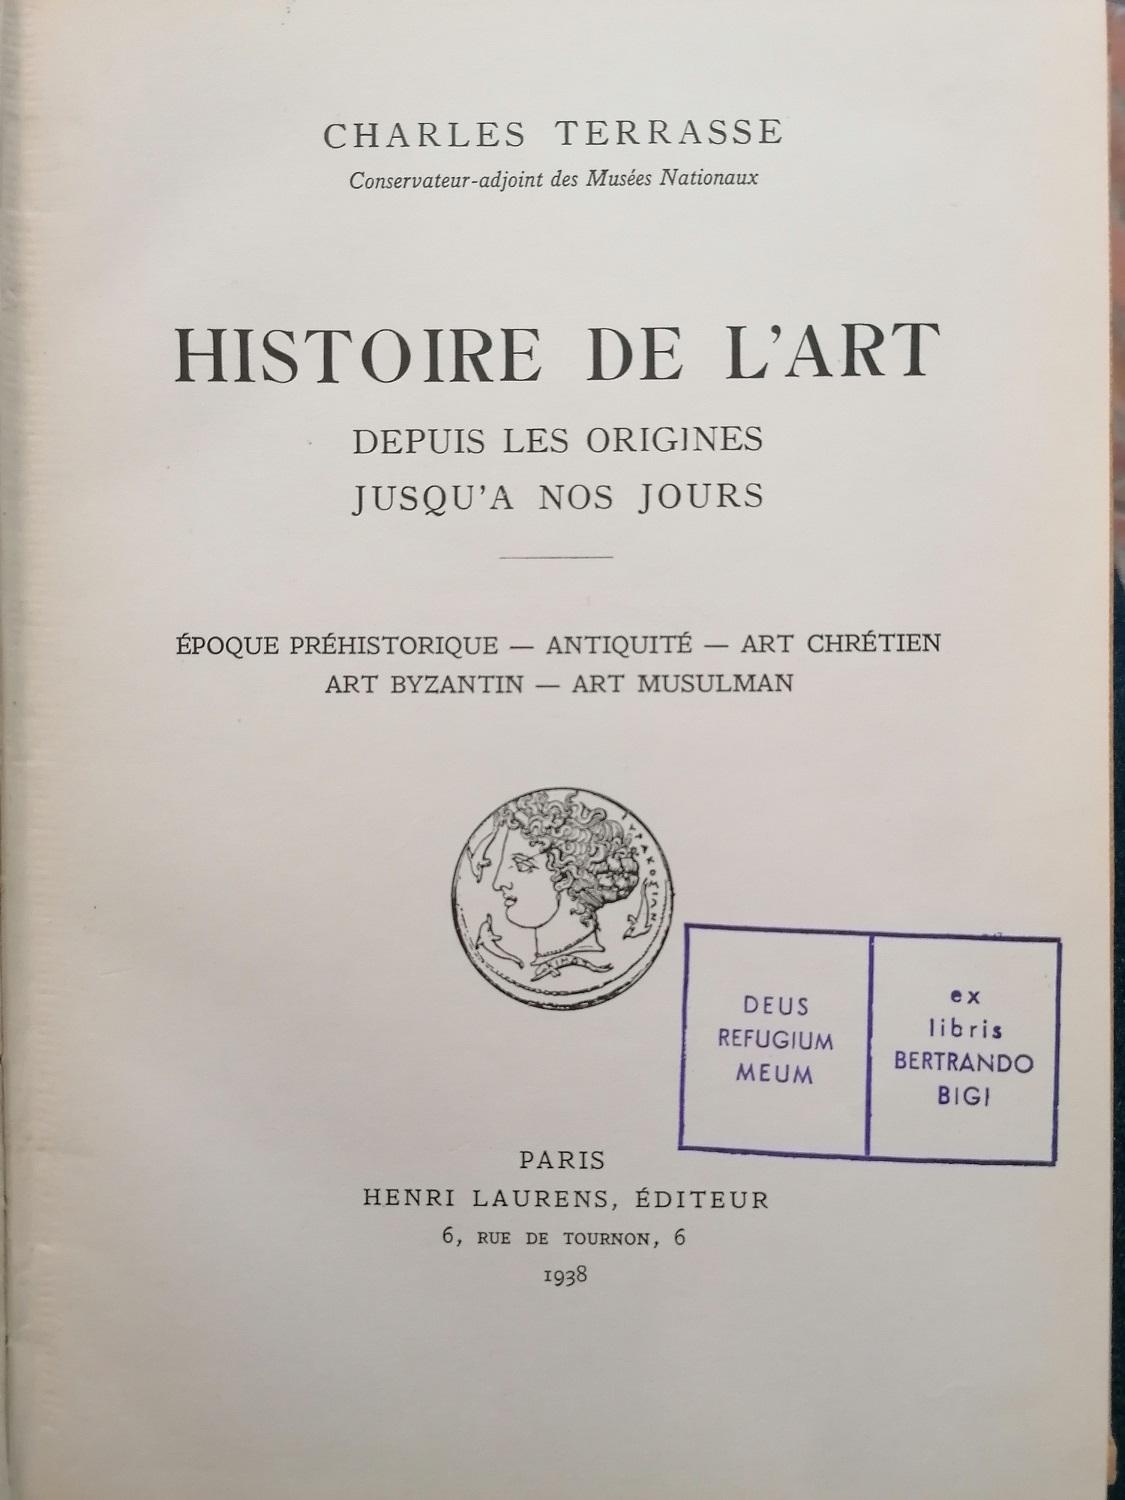 CHARLES TERRASSE
Conservateur-adjoint des Musées Nationaux
HISTOIRE DE L'ART
DEPUIS LES ORIGINES
JUSQU'A NOS JOURS
ÉPOQUE PRÉHISTORIQUE — ANTIQUITÉ — ART CHRÉTIEN
ART BYZANTIN — ART MUSULMAN
DEUS
REFUGIUM
MEUM
ex
libris
BERTRANDO
BIGI
PARIS
HENRI LAURENS, ÉDITEUR
6, RUE DE TOURNON, 6
1938